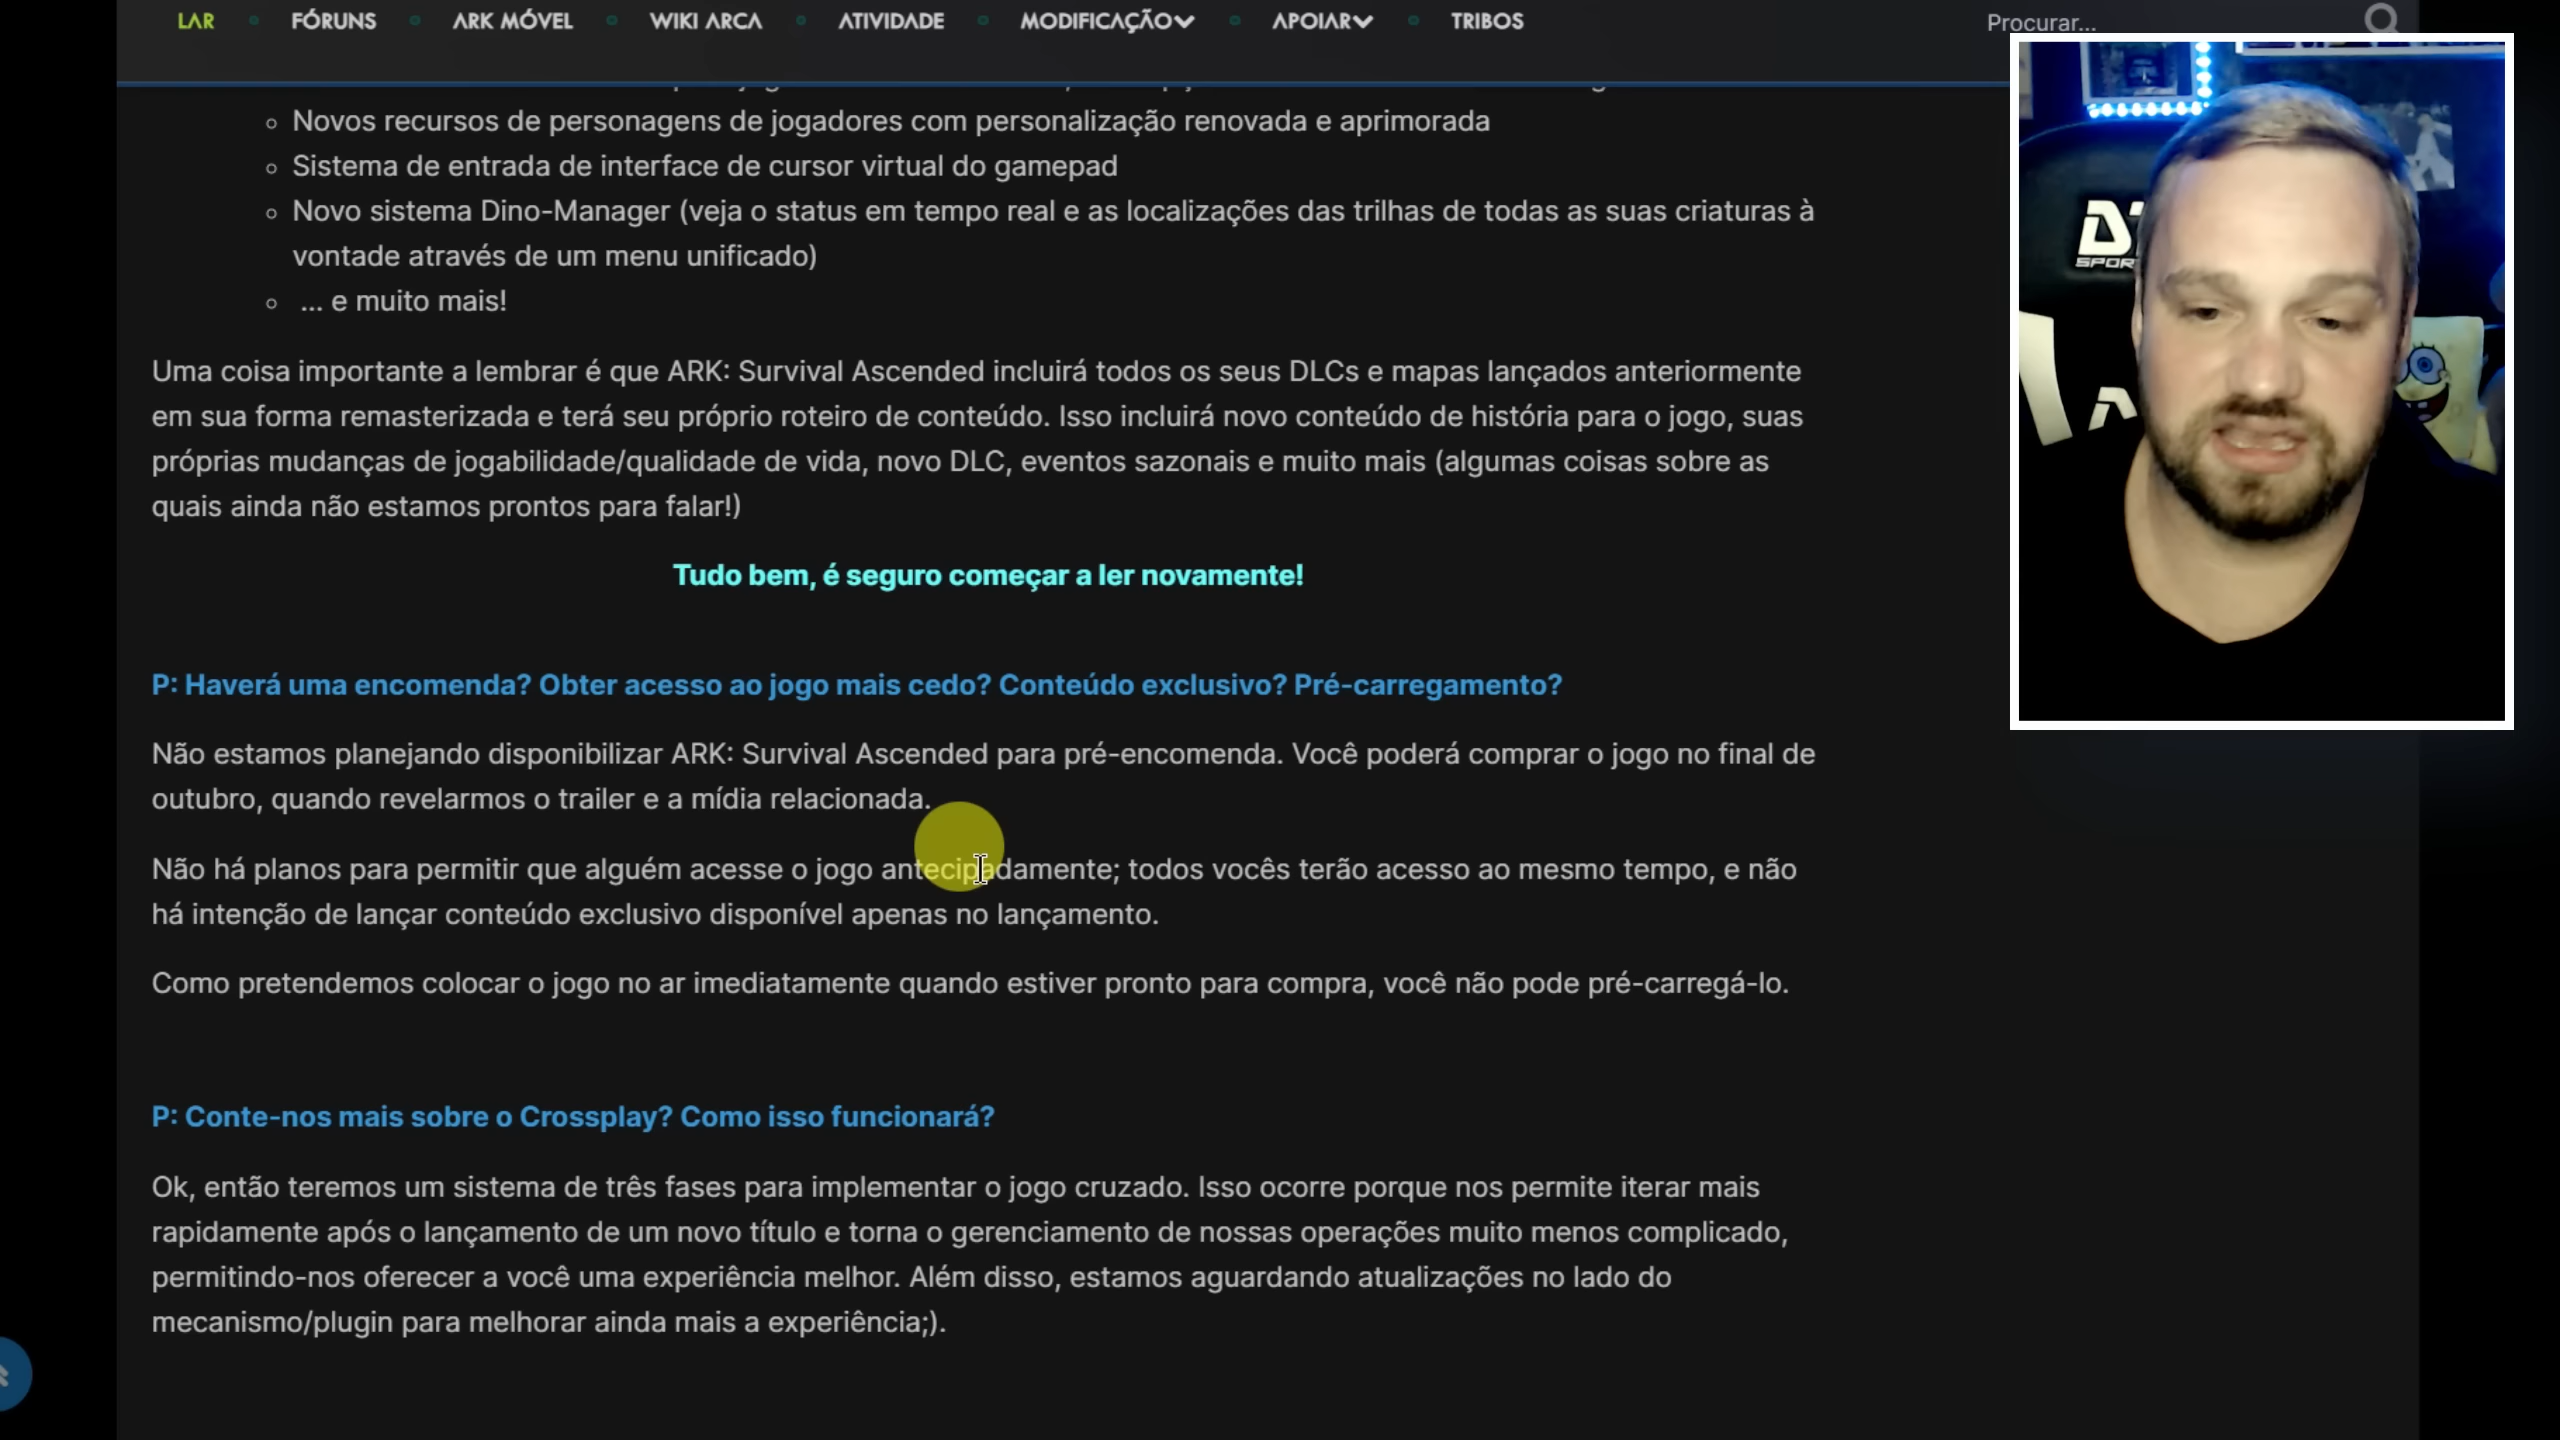 LAR FÓRUNS ARK MÓVEL WIKI ARCA ATIVIDADE MODIFICAÇÃO APOIAR TRIBOS Procurar...
Novos recursos de personagens de jogadores com personalização renovada e aprimorada
Sistema de entrada de interface de cursor virtual do gamepad
Novo sistema Dino-Manager (veja o status em tempo real e as localizações das trilhas de todas as suas criaturas à
vontade através de um menu unificado)
... e muito mais!
Uma coisa importante a lembrar é que ARK: Survival Ascended incluirá todos os seus DLCs e mapas lançados anteriormente
em sua forma remasterizada e terá seu próprio roteiro de conteúdo. Isso incluirá novo conteúdo de história para o jogo, suas
próprias mudanças de jogabilidade/qualidade de vida, novo DLC, eventos sazonais e muito mais (algumas coisas sobre as
quais ainda não estamos prontos para falar!)
Tudo bem, é seguro começar a ler novamente!
P: Haverá uma encomenda? Obter acesso ao jogo mais cedo? Conteúdo exclusivo? Pré-carregamento?
Não estamos planejando disponibilizar ARK: Survival Ascended para pré-encomenda. Você poderá comprar o jogo no final de
outubro, quando revelarmos o trailer e a mídia relacionada.
Não há planos para permitir que alguém acesse o jogo antecipadamente; todos vocês terão acesso ao mesmo tempo, e não
há intenção de lançar conteúdo exclusivo disponível apenas no lançamento.
Como pretendemos colocar o jogo no ar imediatamente quando estiver pronto para compra, você não pode pré-carregá-lo.
P: Conte-nos mais sobre o Crossplay? Como isso funcionará?
Ok, então teremos um sistema de três fases para implementar o jogo cruzado. Isso ocorre porque nos permite iterar mais
rapidamente após o lançamento de um novo título e torna o gerenciamento de nossas operações muito menos complicado,
permitindo-nos oferecer a você uma experiência melhor. Além disso, estamos aguardando atualizações no lado do
mecanismo/plugin para melhorar ainda mais a experiência;).